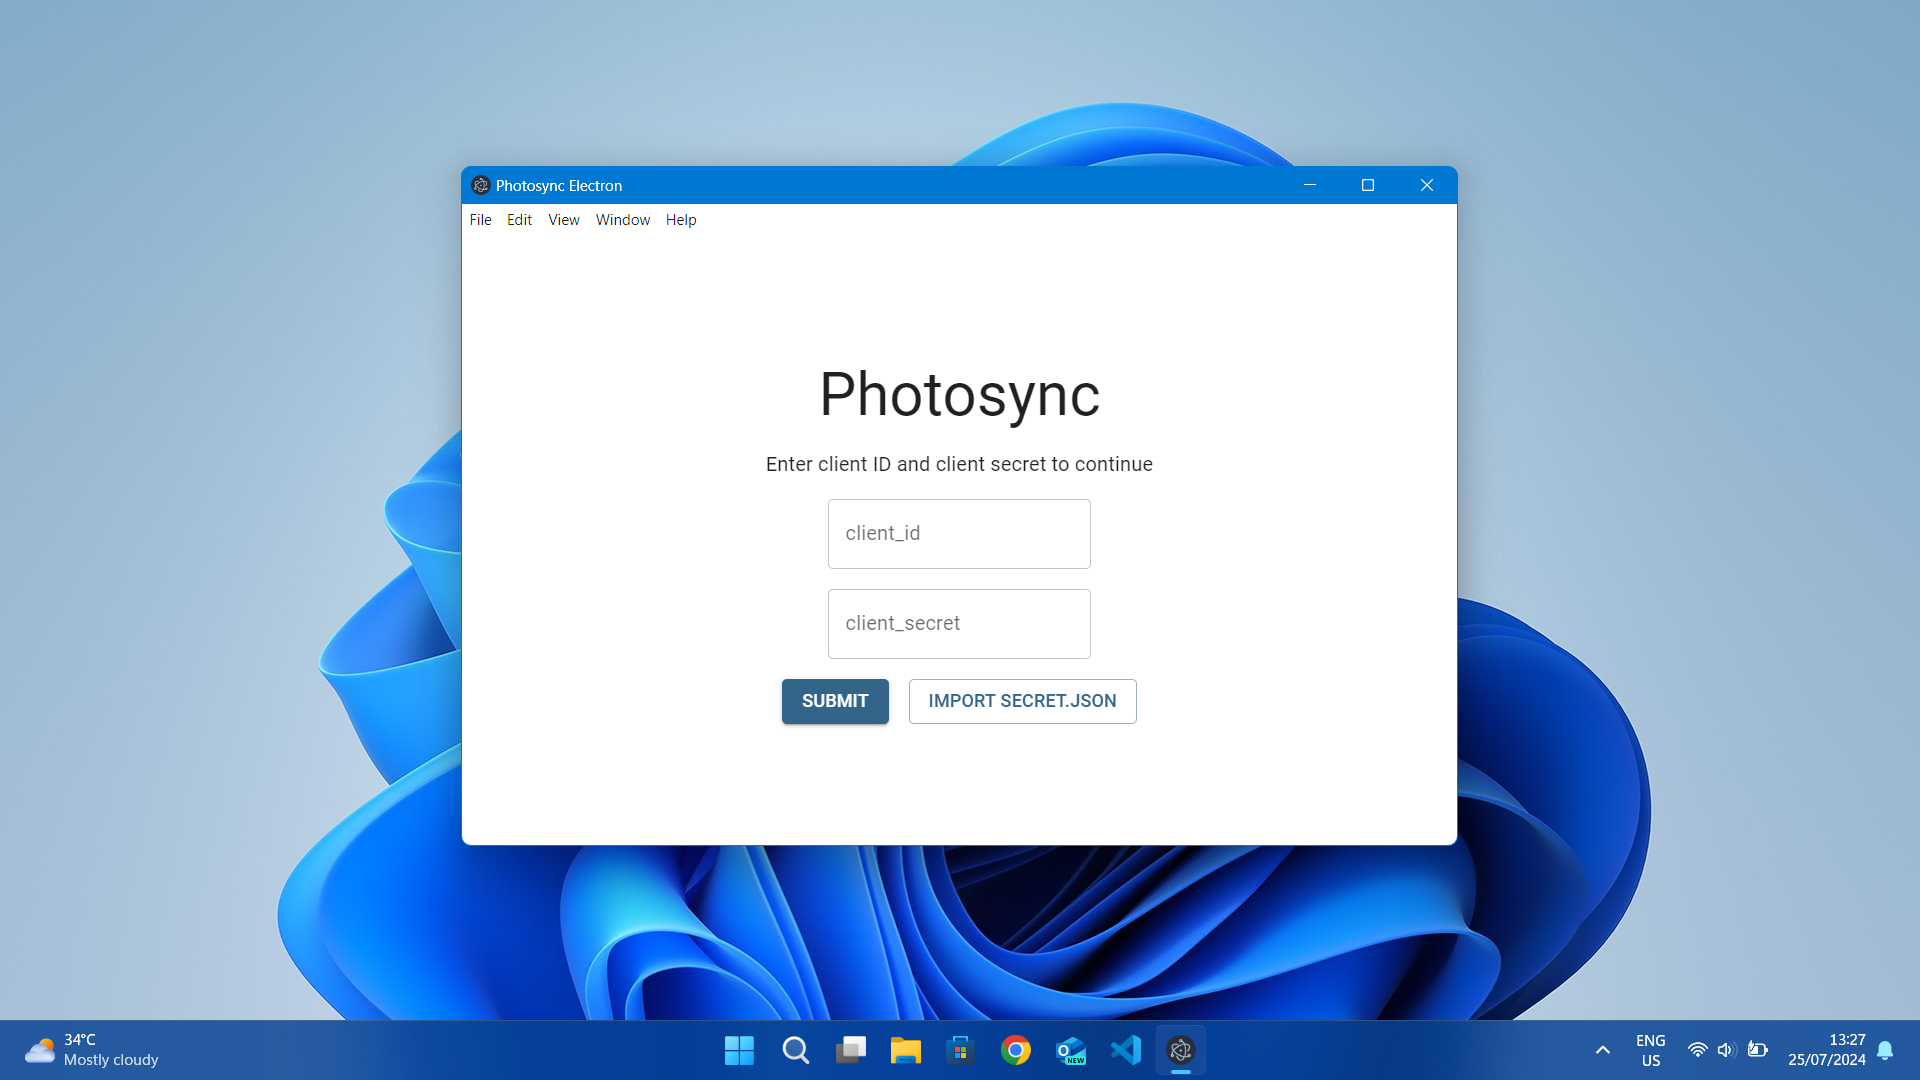 Photosync Electron
File Edit View Window Help
Photosync
Enter client ID and client secret to continue
client_id
client_secret
SUBMIT
IMPORT SECRET.JSON
34°C
Mostly cloudy
NEW
ENG
US
13:27
25/07/2024